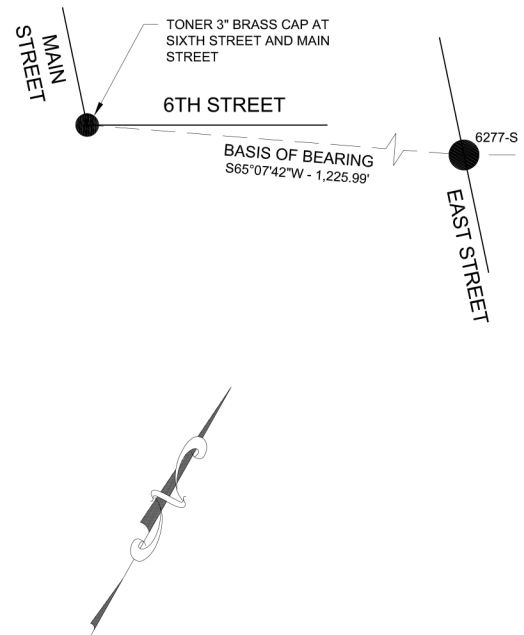 TONER 3" BRASS CAP AT
SIXTH STREET AND MAIN
STREET
MAIN
STREET
6TH STREET
6277-S
BASIS OF BEARING
S65°07'42"W - 1,225.99'
EAST STREET